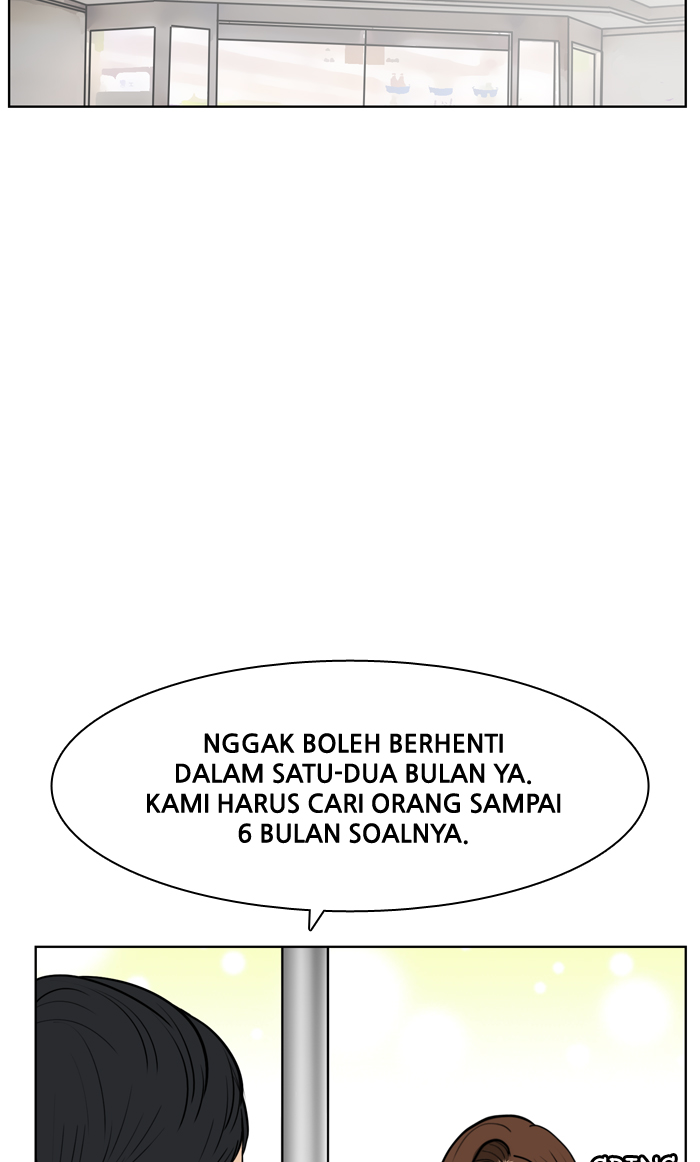 NGGAK BOLEH BERHENTI
DALAM SATU-DUA BULAN YA.
KAMI HARUS CARI ORANG SAMPAI
6 BULAN SOALNYA.